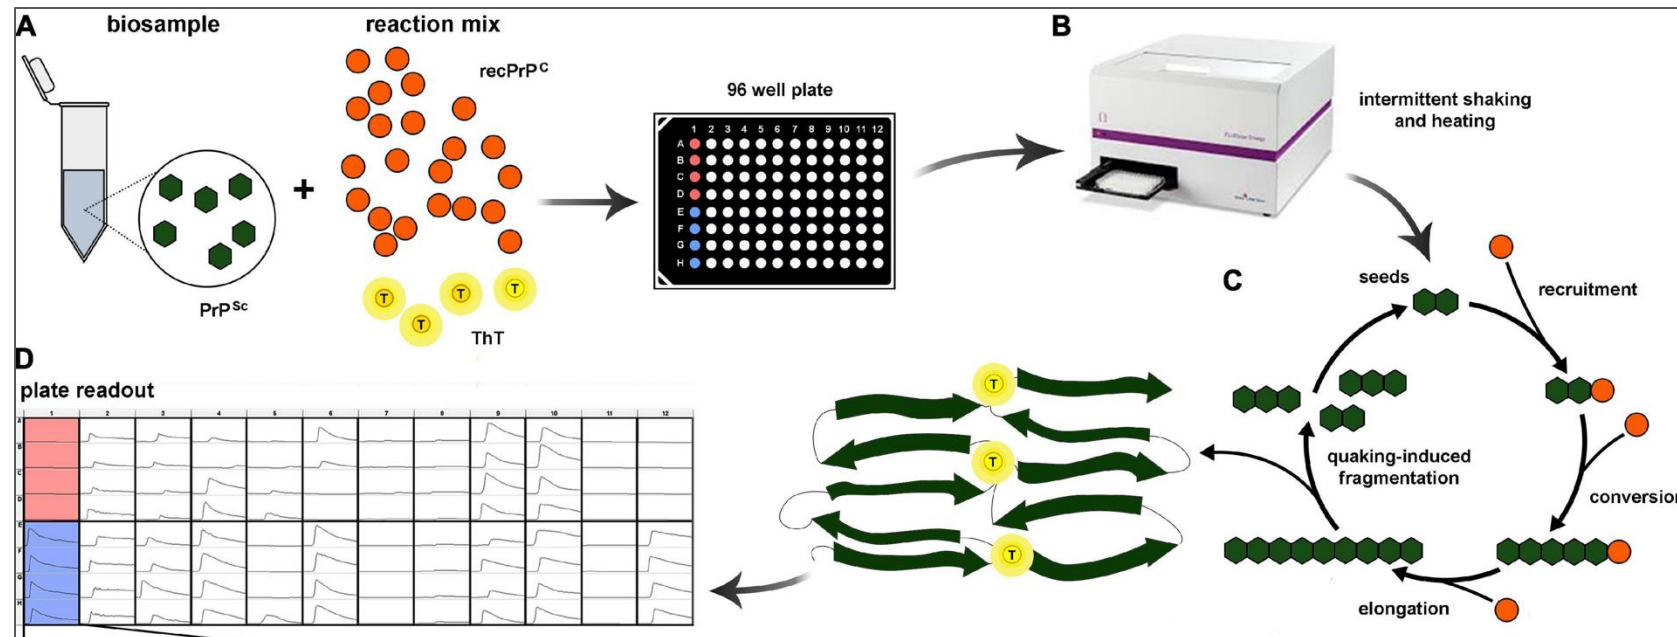 A
biosample
reaction mix
recPrPᶜ
PrPˢᶜ
+
T
T
T
T
ThT
96 well plate
1 2 3 4 5 6 7 8 9 10 11 12
A
B
C
D
E
F
G
H
B
intermittent shaking
and heating
C
seeds
recruitment
conversion
elongation
quaking-induced
fragmentation
T
T
T
D
plate readout
1 2 3 4 5 6 7 8 9 10 11 12
A
B
C
D
E
F
G
H